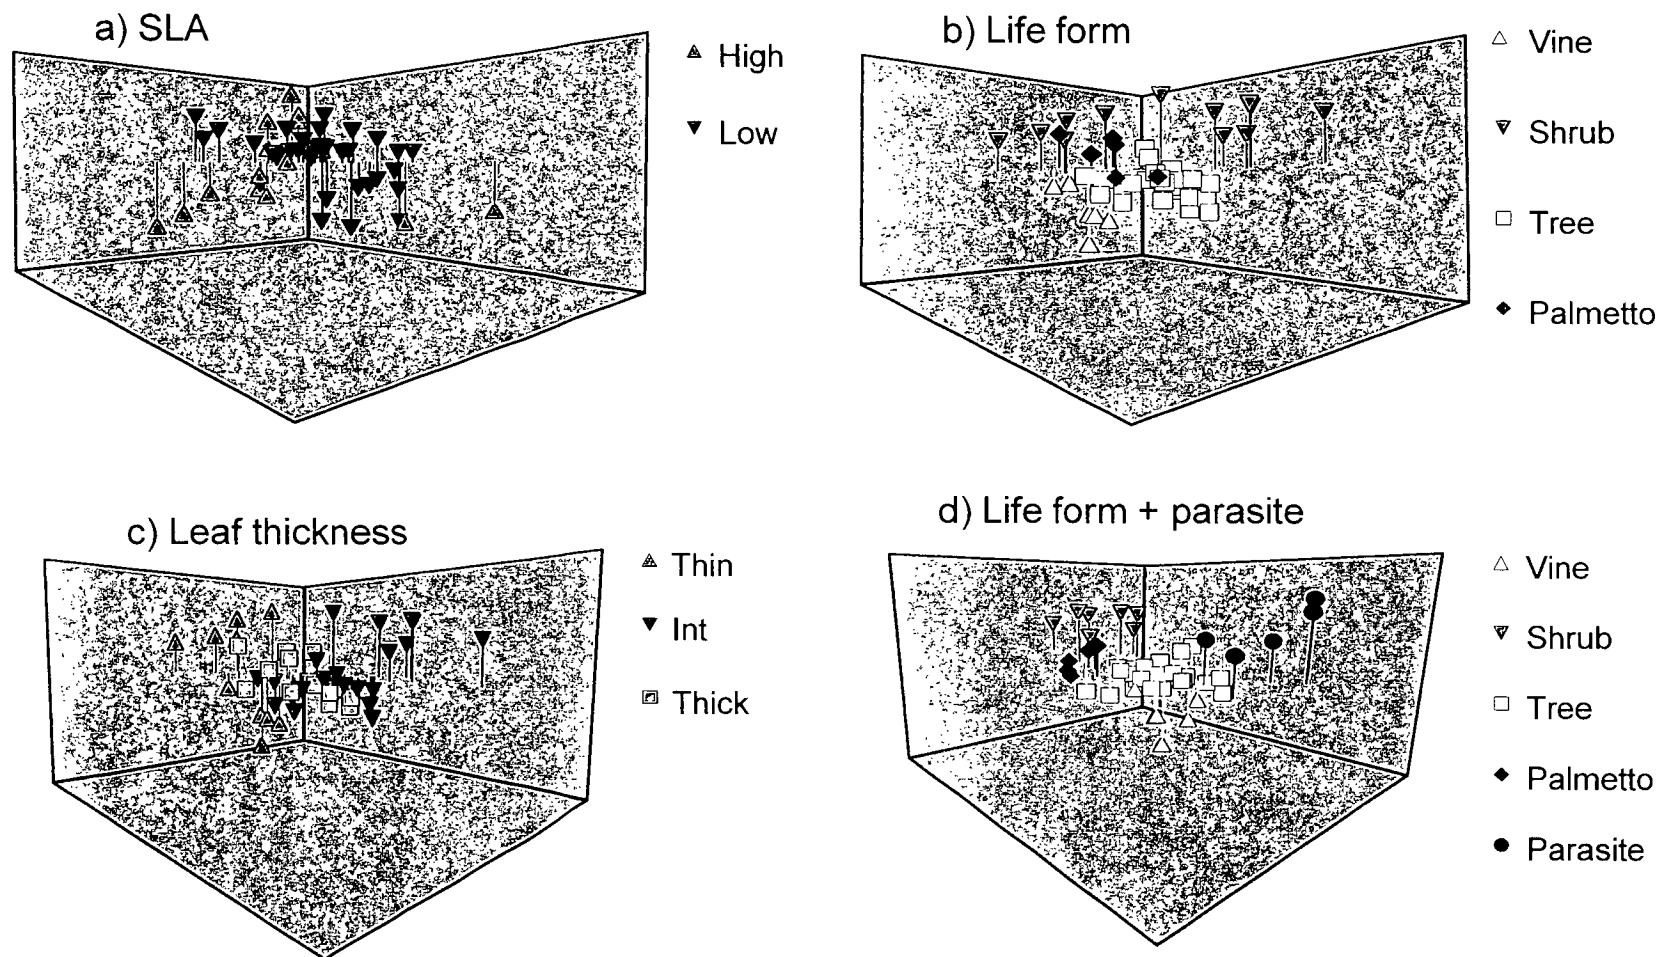 a) SLA
High
Low
b) Life form
Vine
Shrub
Tree
Palmetto
c) Leaf thickness
Thin
Int
Thick
d) Life form + parasite
Vine
Shrub
Tree
Palmetto
Parasite